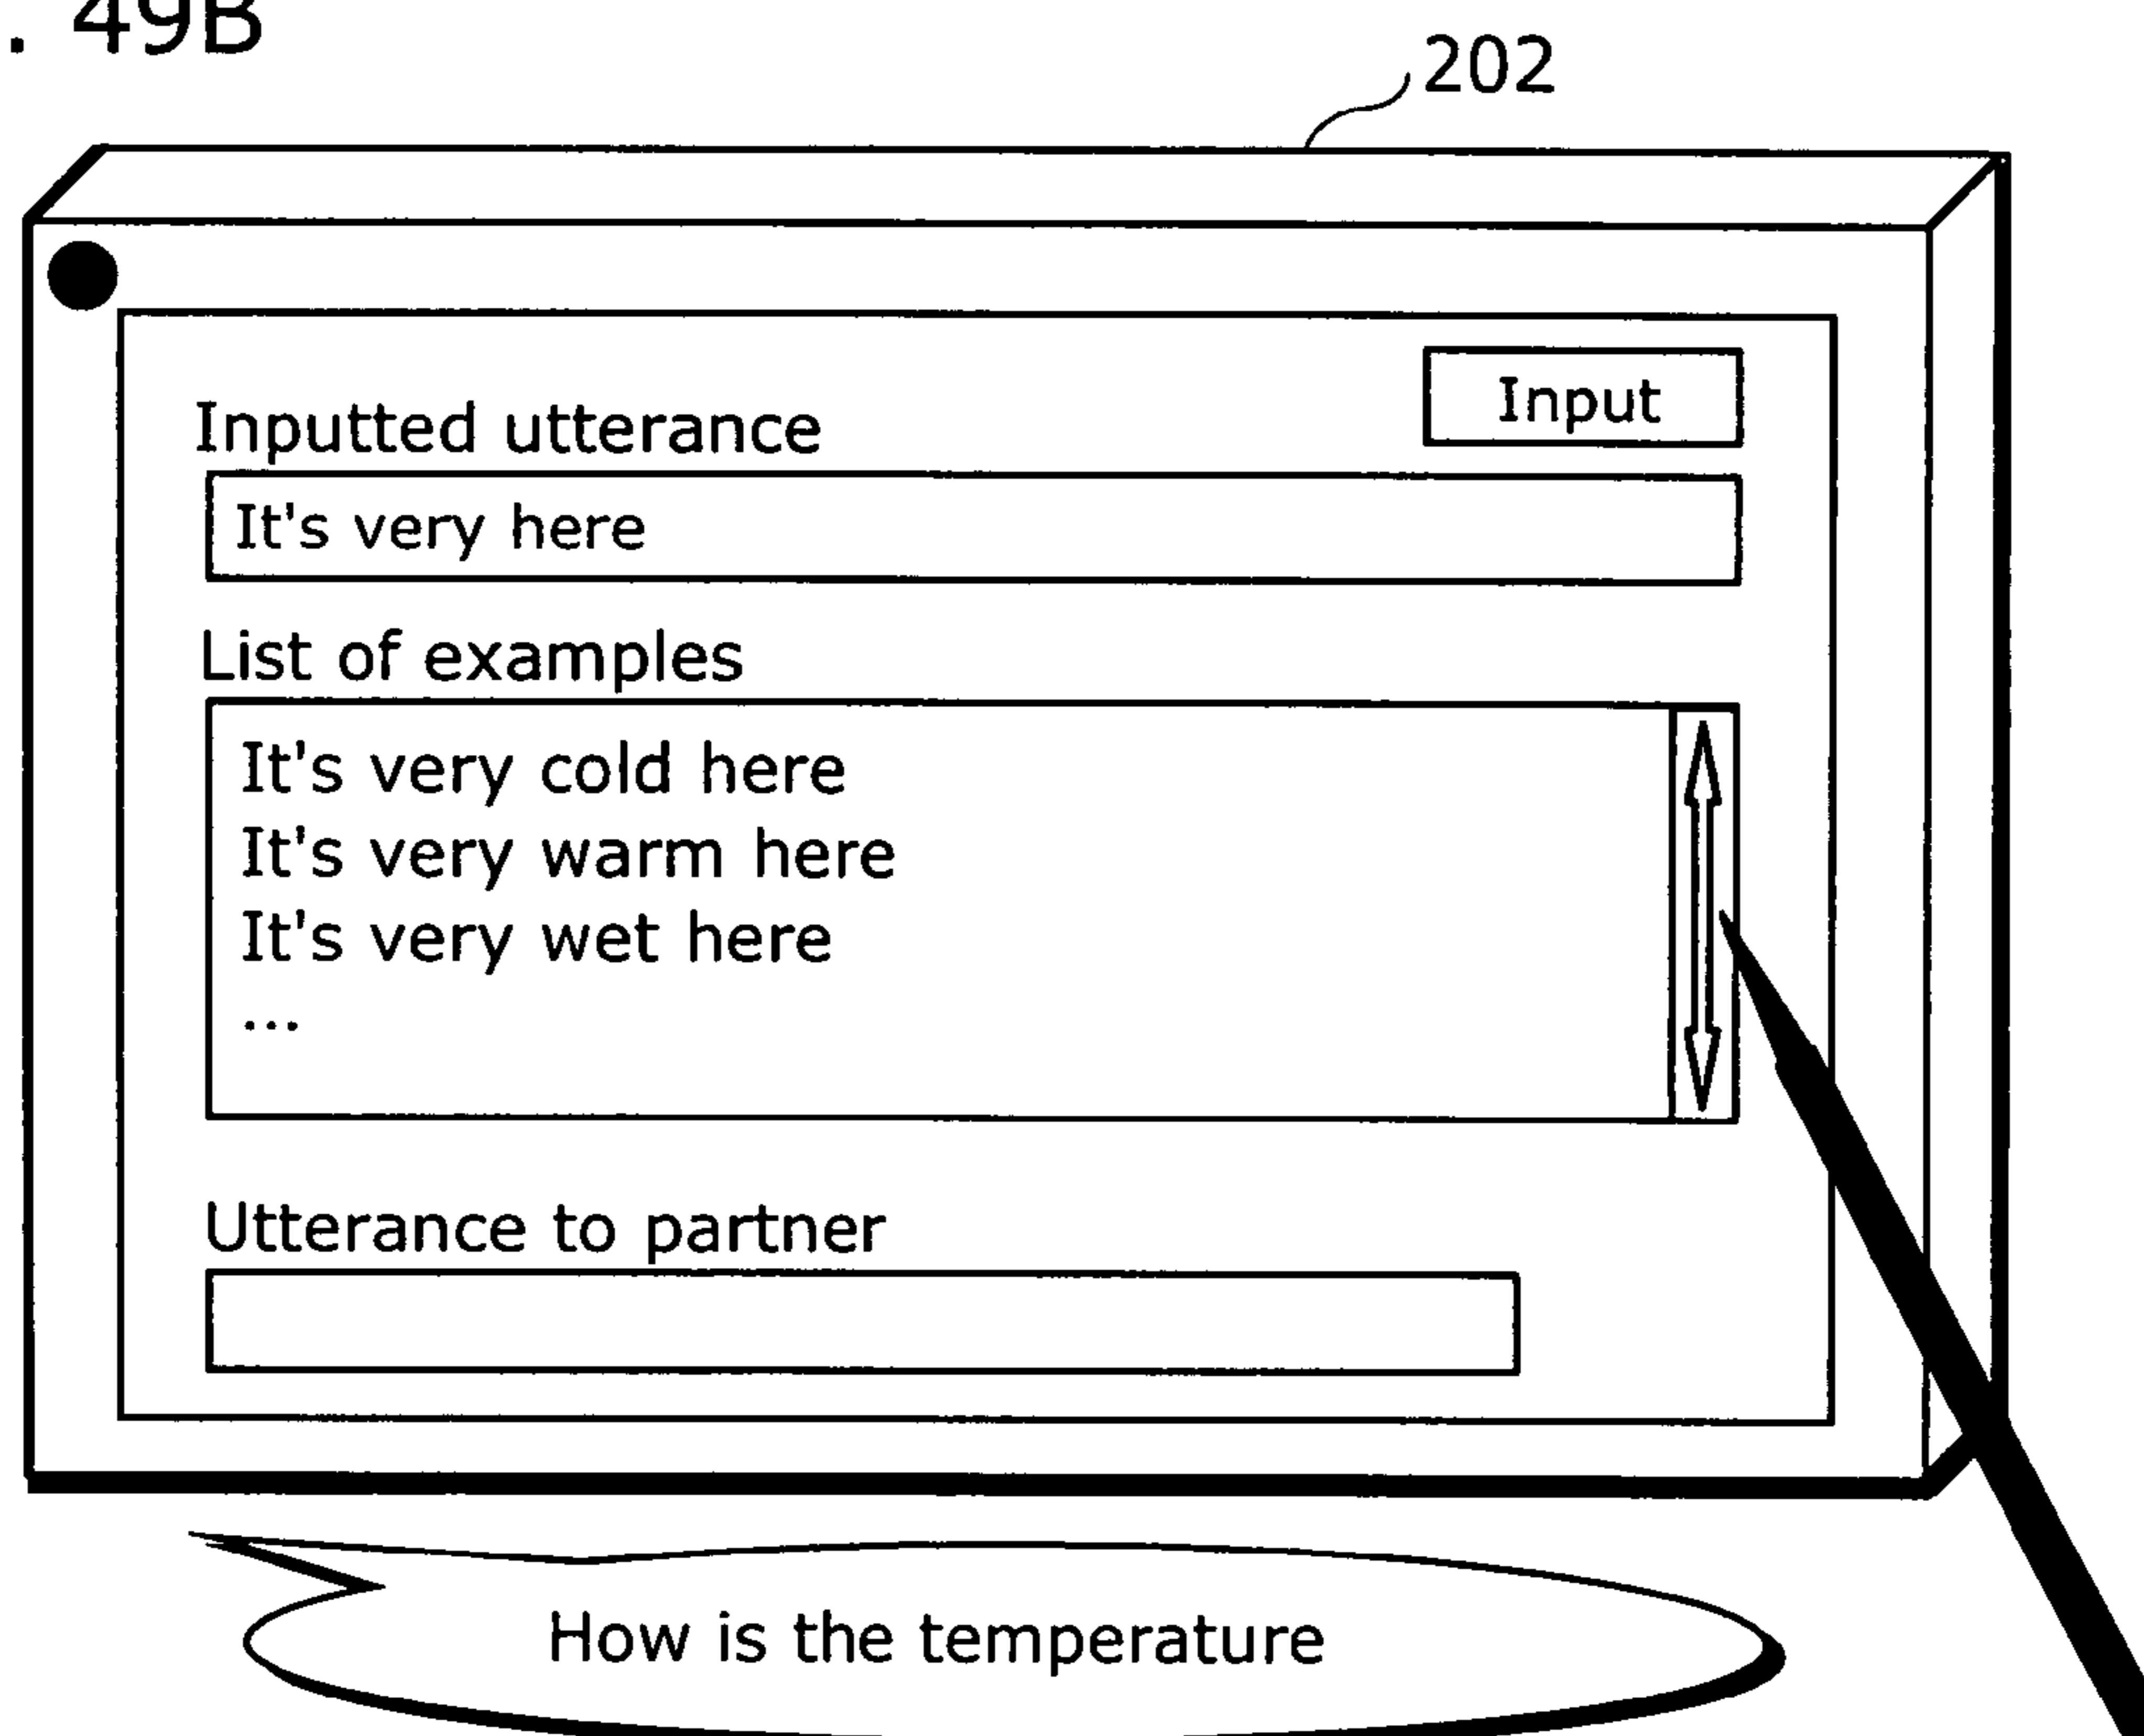 . 49B
202
Input
Inputted utterance
It's very here
List of examples
It's very cold here
It's very warm here
It's very wet here
...
Utterance to partner
How is the temperature